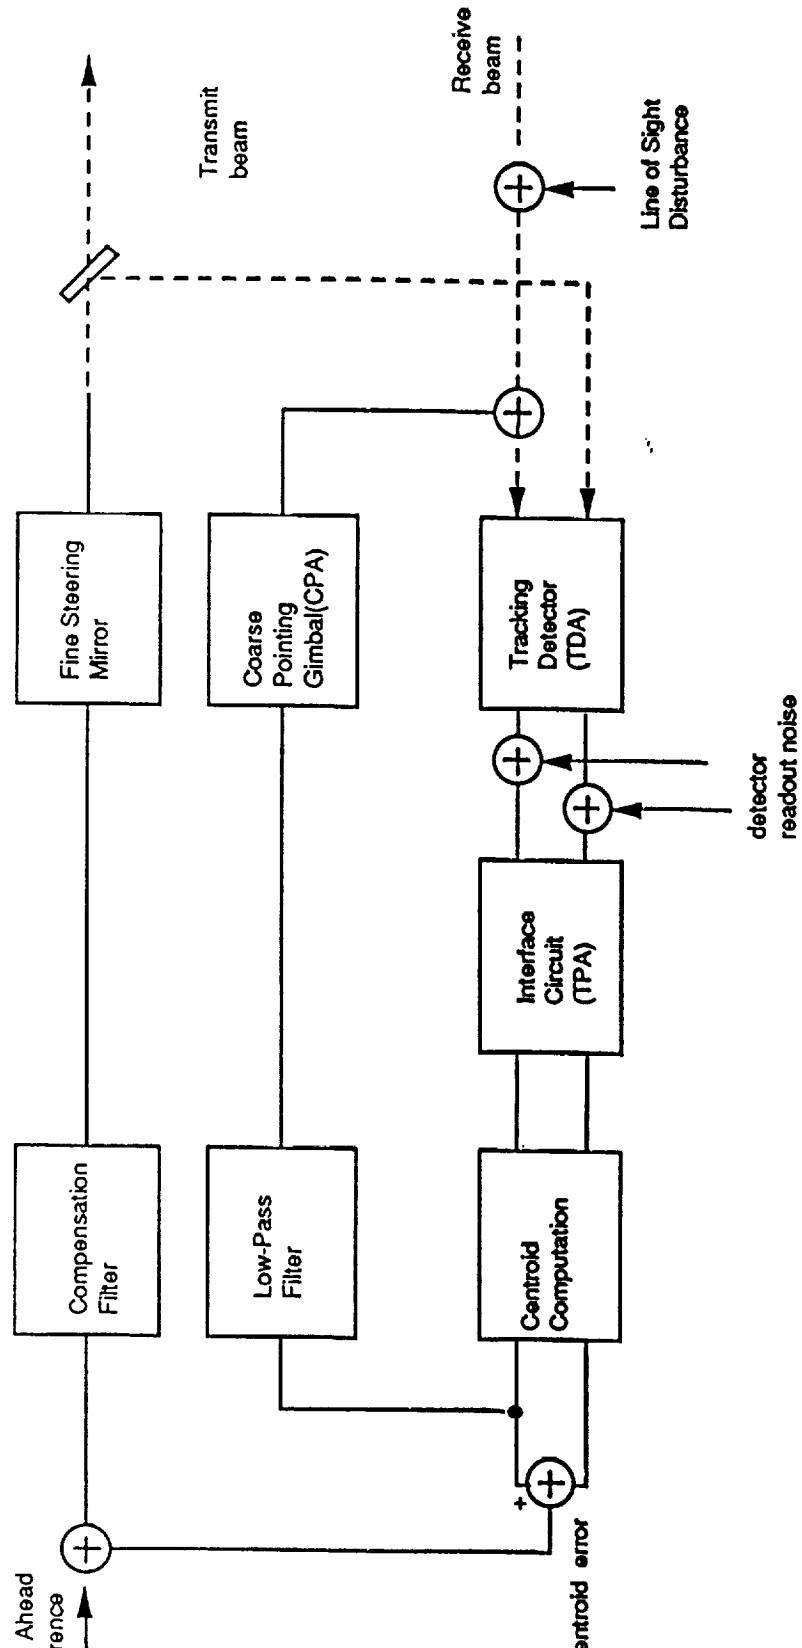 Ahead
rence
Compensation
Filter
Fine Steering
Mirror
Transmit
beam
Low-Pass
Filter
Coarse
Pointing
Gimbal(CPA)
Receive
beam
+
entroid error
Centroid
Computation
Interface
Circuit
(TPA)
Tracking
Detector
(TDA)
Line of Sight
Disturbance
detector
readout noise